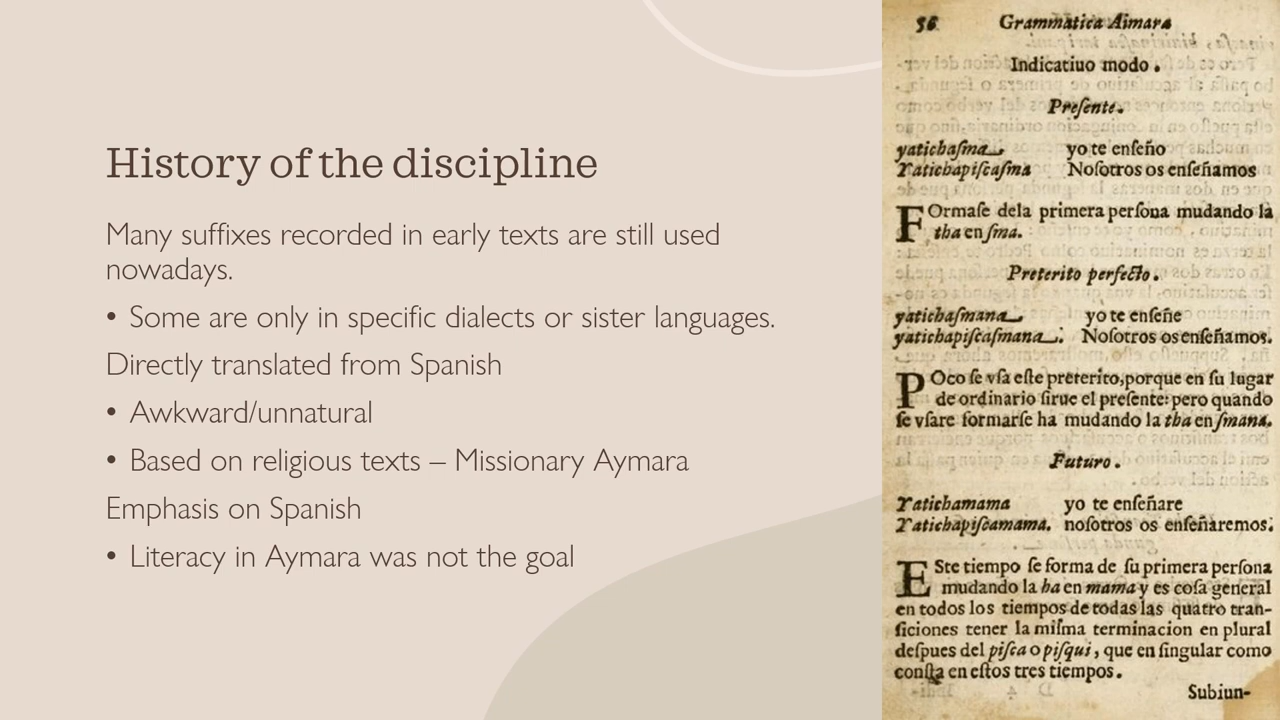 History of the discipline
Many suffixes recorded in early texts are still used
nowadays.
• Some are only in specific dialects or sister languages.
Directly translated from Spanish
• Awkward/unnatural
• Based on religious texts – Missionary Aymara
Emphasis on Spanish
• Literacy in Aymara was not the goal
56 Grammatica Aimara
Indicatiuo modo.
Preſente.
yatichaſma yo te enſeño
Yatichapiſcaſma Noſotros os enſeñamos
FOrmaſe dela primera perſona mudando la
tha en ſma.
Preterito perfecto.
yatichaſmana yo te enſeñe
yatichapiſcaſmana. Noſotros os enſeñamos.
POco ſe vſa eſte preterito, porque en ſu lugar
de ordinario ſirue el preſente: pero quando
ſe vſare formarſe ha mudando la tha en ſmana.
Futuro.
Yatichamama yo te enſeñare
Yatichapiſcamama. noſotros os enſeñaremos.
ESte tiempo ſe forma de ſu primera perſona
mudando la ha en mama y es coſa general
en todos los tiempos de todas las quatro tran-
ſiciones tener la miſma terminacion en plural
deſpues del piſca o piſqui, que en ſingular como
conſta en eſtos tres tiempos.
Subiun-